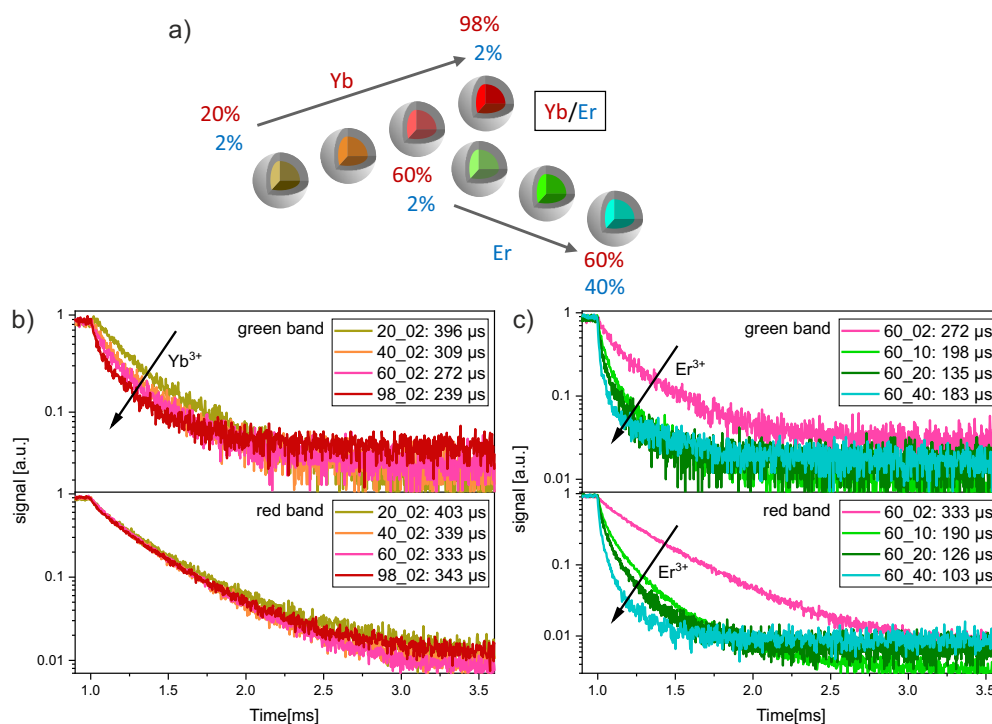 a)
98%
2%
Yb
20%
2%
Yb/Er
60%
2%
Er
60%
40%
b)
1
green band
20_02: 396 µs
40_02: 309 µs
60_02: 272 µs
98_02: 239 µs
Yb³⁺
0.1
signal [a.u.]
1
red band
20_02: 403 µs
40_02: 339 µs
60_02: 333 µs
98_02: 343 µs
0.1
0.01
1.0 1.5 2.0 2.5 3.0 3.5
Time[ms]
c)
1
green band
60_02: 272 µs
60_10: 198 µs
60_20: 135 µs
60_40: 183 µs
Er³⁺
0.1
0.01
signal [a.u.]
1
red band
60_02: 333 µs
60_10: 190 µs
60_20: 126 µs
60_40: 103 µs
Er³⁺
0.1
0.01
1.0 1.5 2.0 2.5 3.0 3.5
Time[ms]